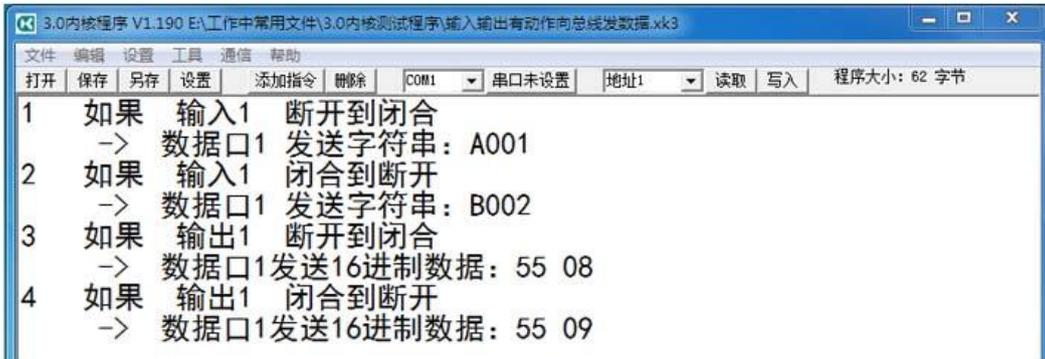 3.0内核程序 V1.190 E:\工作中常用文件\3.0内核测试程序\输入输出有动作向总线发数据.xk3
文件 编辑 设置 工具 通信 帮助
打开 保存 另存 设置 添加指令 删除 COM1 串口未设置 地址1 读取 写入 程序大小: 62 字节
1 如果 输入1 断开到闭合
-> 数据口1 发送字符串: A001
2 如果 输入1 闭合到断开
-> 数据口1 发送字符串: B002
3 如果 输出1 断开到闭合
-> 数据口1发送16进制数据: 55 08
4 如果 输出1 闭合到断开
-> 数据口1发送16进制数据: 55 09